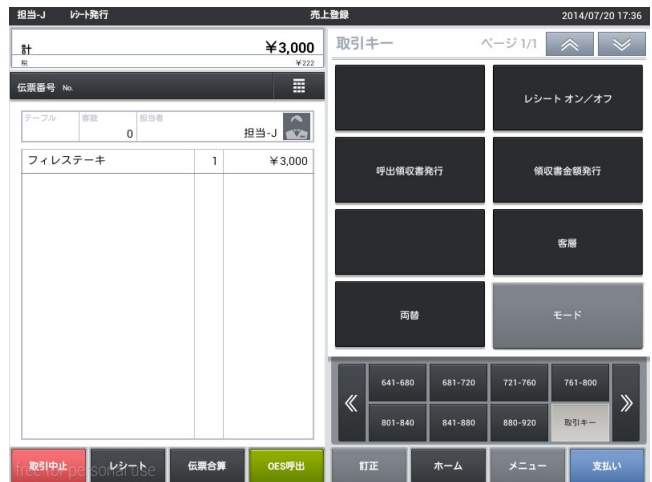 担当-J ﾚｼｰﾄ発行 売上登録 2014/07/20 17:36
計 ¥3,000
税 ¥222
伝票番号 No.
テーブル 客数 担当者
0 担当-J
フィレステーキ 1 ¥3,000
取引キー ページ 1/1
レシート オン／オフ
呼出領収書発行 領収書金額発行
客層
両替 モード
641-680 681-720 721-760 761-800
801-840 841-880 880-920 取引キー
取引中止 レシート 伝票合算 OES呼出 訂正 ホーム メニュー 支払い
free for personal use